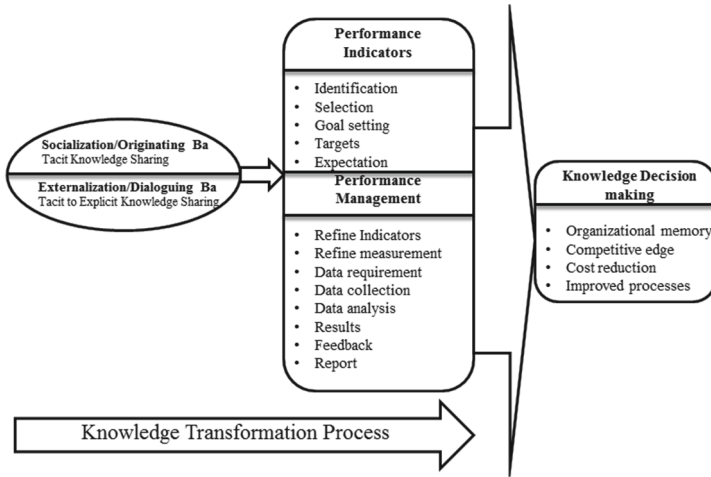 Socialization/Originating Ba
Tacit Knowledge Sharing
Externalization/Dialoguing Ba
Tacit to Explicit Knowledge Sharing
Performance
Indicators
• Identification
• Selection
• Goal setting
• Targets
• Expectation
Performance
Management
• Refine Indicators
• Refine measurement
• Data requirement
• Data collection
• Data analysis
• Results
• Feedback
• Report
Knowledge Decision
making
• Organizational memory
• Competitive edge
• Cost reduction
• Improved processes
Knowledge Transformation Process